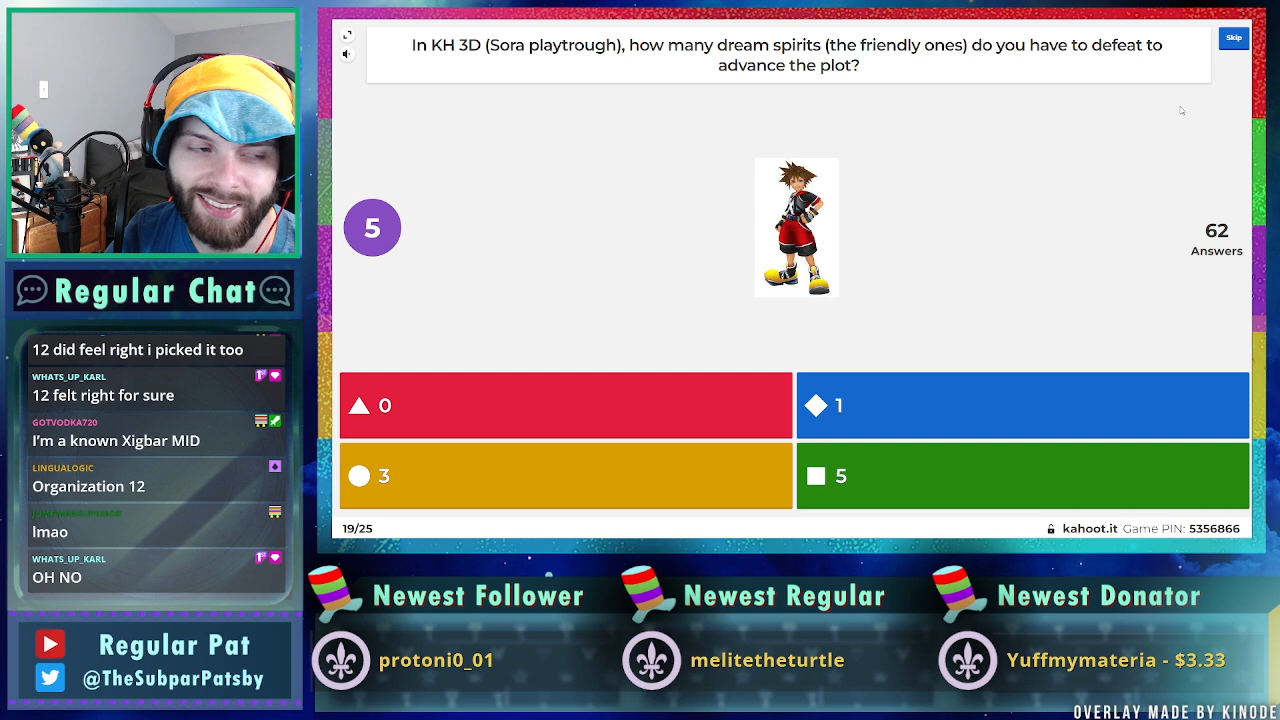 In KH 3D (Sora playtrough), how many dream spirits (the friendly ones) do you have to defeat to
advance the plot?
Skip
5
62
Answers
0
1
3
5
19/25
kahoot.it Game PIN: 5356866
Regular Chat
12 did feel right i picked it too
WHATS_UP_KARL
12 felt right for sure
GOTVODKA720
I'm a known Xigbar MID
LINGUALOGIC
Organization 12
lmao
WHATS_UP_KARL
OH NO
Regular Pat
@TheSubparPatsby
Newest Follower
protoni0_01
Newest Regular
melitetheturtle
Newest Donator
Yuffmymateria - $3.33
OVERLAY MADE BY KINODE